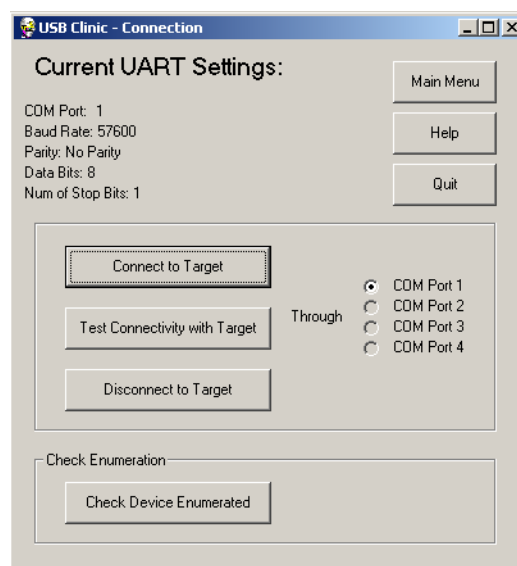 USB Clinic - Connection
Current UART Settings:
Main Menu
COM Port: 1
Baud Rate: 57600
Help
Parity: No Parity
Data Bits: 8
Quit
Num of Stop Bits: 1
Connect to Target
Test Connectivity with Target
Disconnect to Target
Through
COM Port 1
COM Port 2
COM Port 3
COM Port 4
Check Enumeration
Check Device Enumerated